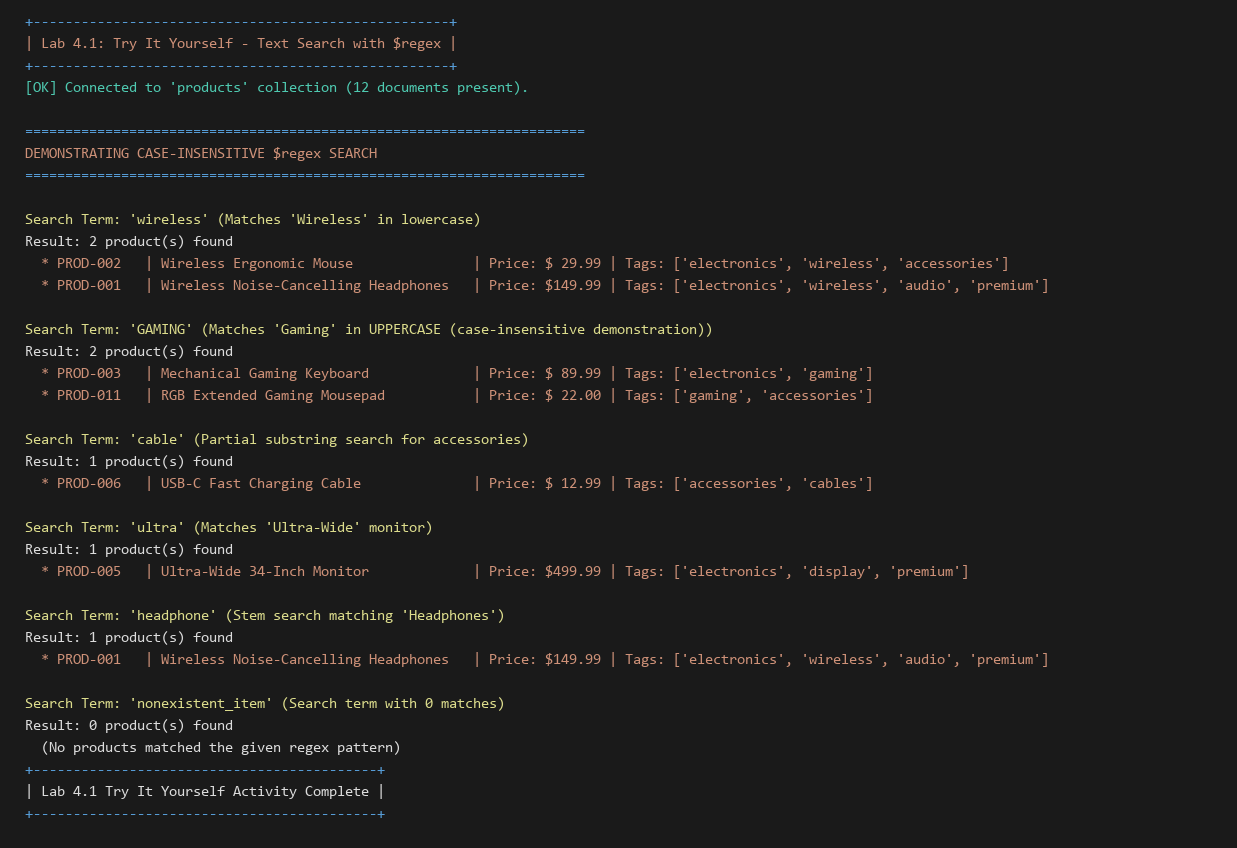 +----------------------------------------------------+
| Lab 4.1: Try It Yourself - Text Search with $regex |
+----------------------------------------------------+
[OK] Connected to 'products' collection (12 documents present).
======================================================================
DEMONSTRATING CASE-INSENSITIVE $regex SEARCH
======================================================================
Search Term: 'wireless' (Matches 'Wireless' in lowercase)
Result: 2 product(s) found
  * PROD-002   | Wireless Ergonomic Mouse               | Price: $ 29.99 | Tags: ['electronics', 'wireless', 'accessories']
  * PROD-001   | Wireless Noise-Cancelling Headphones   | Price: $149.99 | Tags: ['electronics', 'wireless', 'audio', 'premium']
Search Term: 'GAMING' (Matches 'Gaming' in UPPERCASE (case-insensitive demonstration))
Result: 2 product(s) found
  * PROD-003   | Mechanical Gaming Keyboard             | Price: $ 89.99 | Tags: ['electronics', 'gaming']
  * PROD-011   | RGB Extended Gaming Mousepad           | Price: $ 22.00 | Tags: ['gaming', 'accessories']
Search Term: 'cable' (Partial substring search for accessories)
Result: 1 product(s) found
  * PROD-006   | USB-C Fast Charging Cable              | Price: $ 12.99 | Tags: ['accessories', 'cables']
Search Term: 'ultra' (Matches 'Ultra-Wide' monitor)
Result: 1 product(s) found
  * PROD-005   | Ultra-Wide 34-Inch Monitor             | Price: $499.99 | Tags: ['electronics', 'display', 'premium']
Search Term: 'headphone' (Stem search matching 'Headphones')
Result: 1 product(s) found
  * PROD-001   | Wireless Noise-Cancelling Headphones   | Price: $149.99 | Tags: ['electronics', 'wireless', 'audio', 'premium']
Search Term: 'nonexistent_item' (Search term with 0 matches)
Result: 0 product(s) found
  (No products matched the given regex pattern)
+-------------------------------------------+
| Lab 4.1 Try It Yourself Activity Complete |
+-------------------------------------------+